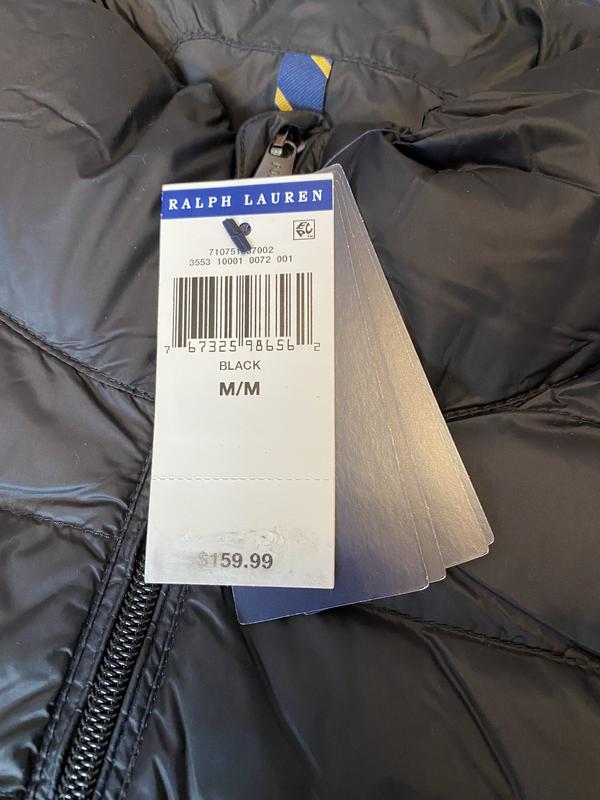 RALPH LAUREN
3553 10001 0072 001
7 67325 98656 2
BLACK
M/M
$159.99